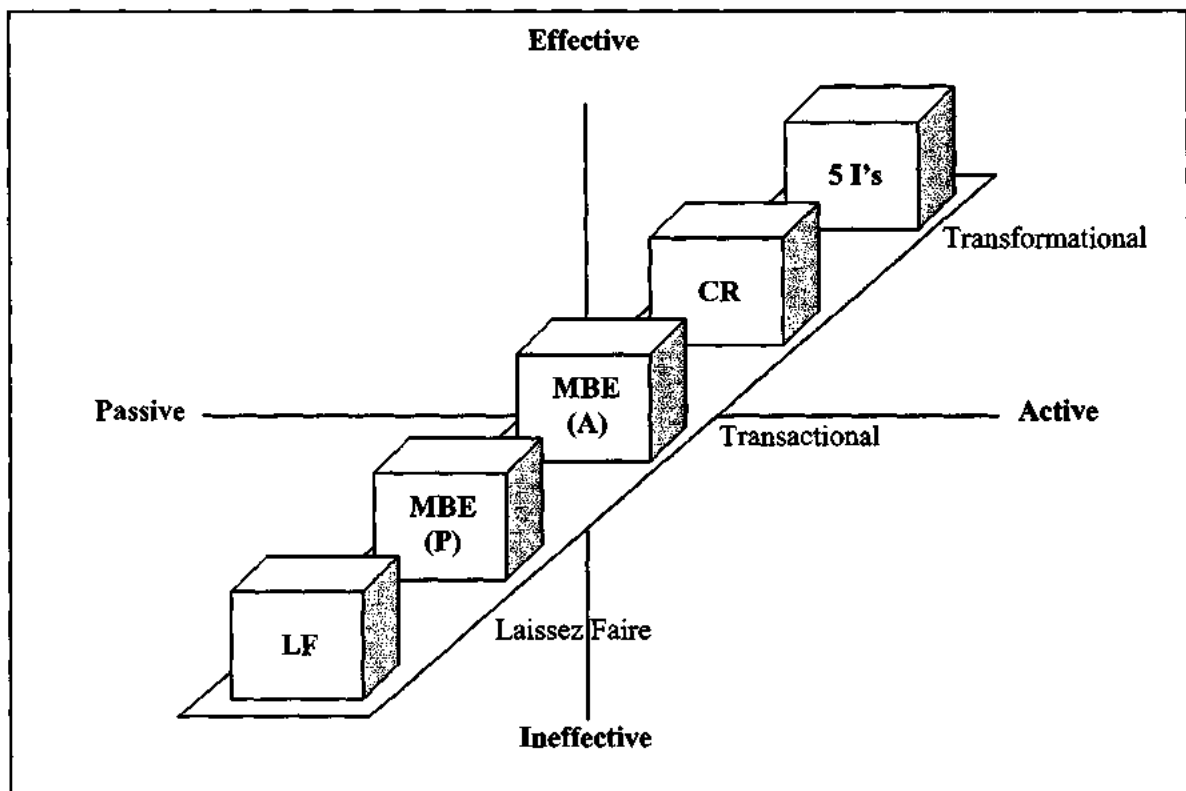 Effective
5 I's
Transformational
CR
MBE
(A)
Passive
Active
Transactional
MBE
(P)
Laissez Faire
LF
Ineffective